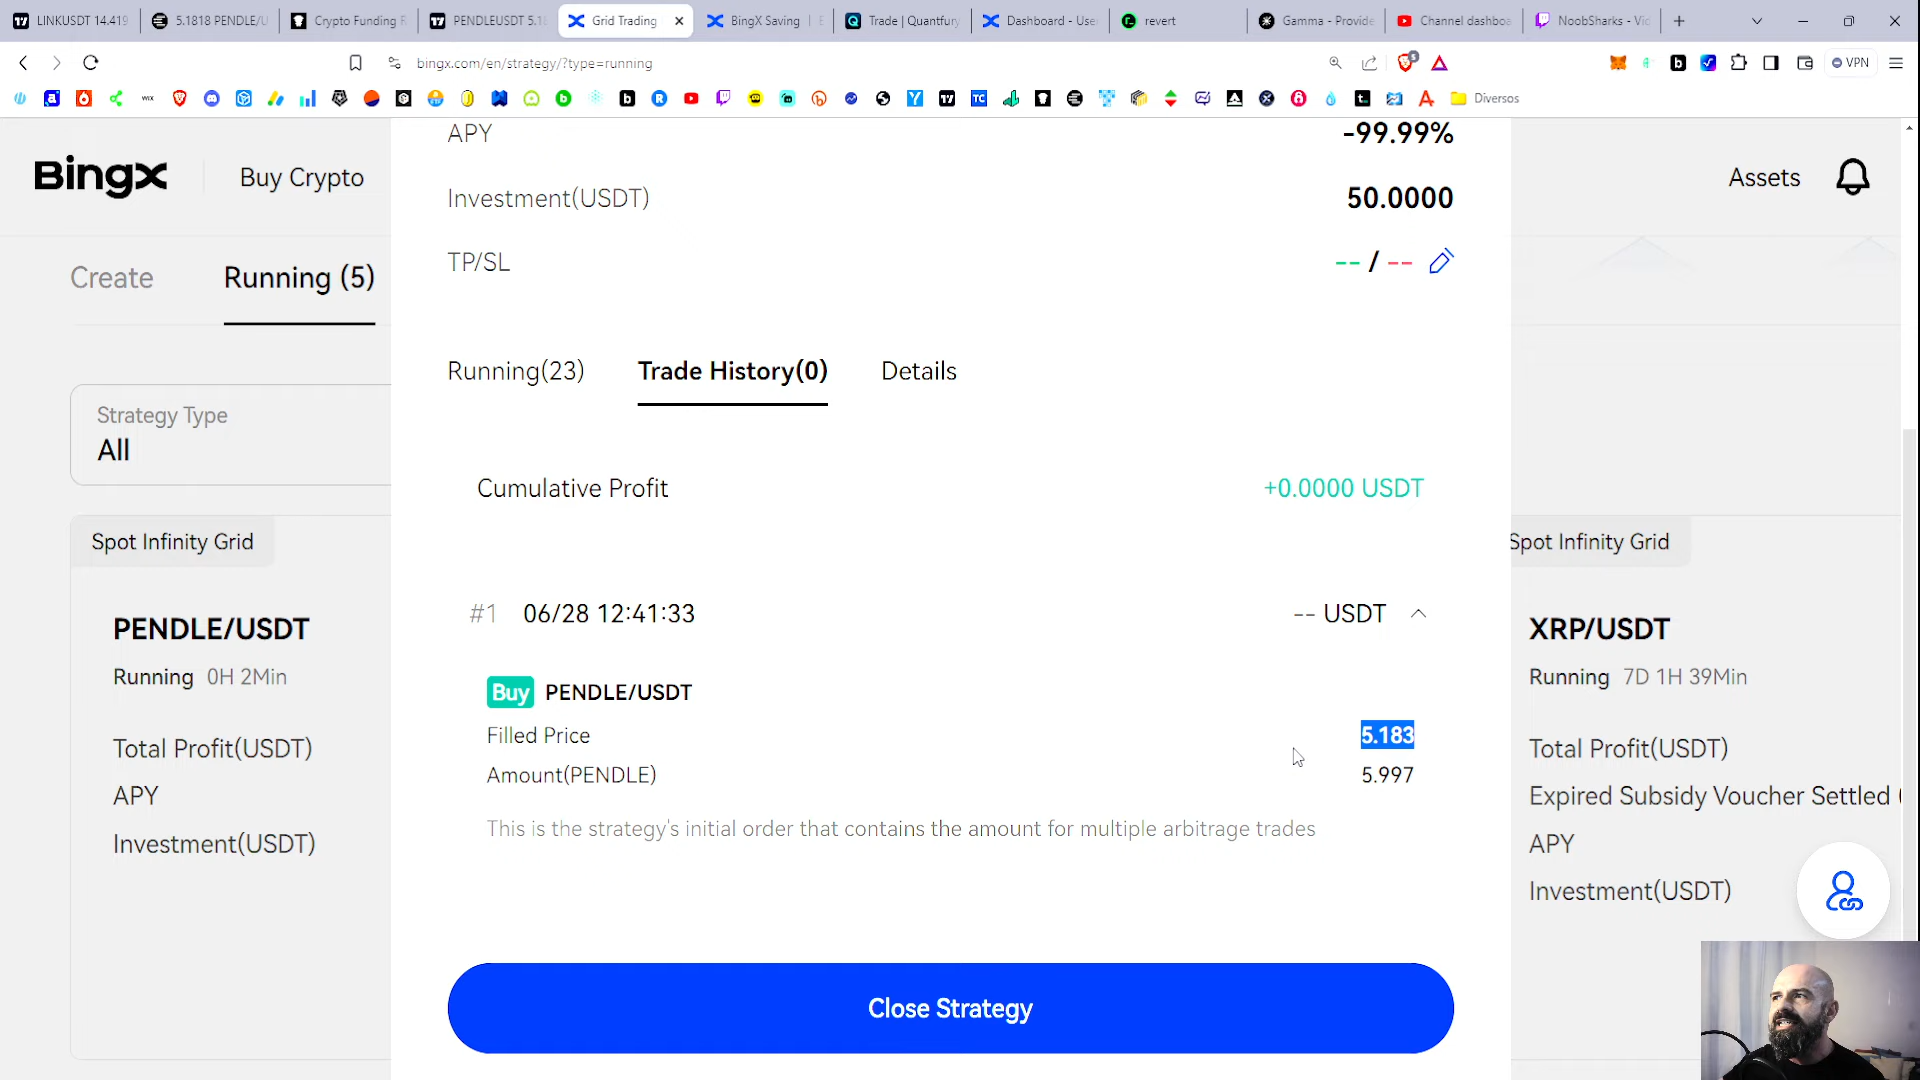 LINKUSDT 14.419
5.1818 PENDLE/U
Crypto Funding R
PENDLEUSDT 5.18
Grid Trading
BingX Saving | E
Trade | Quantfury
Dashboard - User
revert
Gamma - Provide
Channel dashboa
NoobSharks - Vid
bingx.com/en/strategy/?type=running
VPN
Diversos
BingX
Buy Crypto
Assets
APY
-99.99%
Investment(USDT)
50.0000
TP/SL
-- / --
Create
Running (5)
Running(23)
Trade History(0)
Details
Strategy Type
All
Cumulative Profit
+0.0000 USDT
Spot Infinity Grid
Spot Infinity Grid
#1 06/28 12:41:33
-- USDT
PENDLE/USDT
Running 0H 2Min
Total Profit(USDT)
APY
Investment(USDT)
Buy PENDLE/USDT
Filled Price
5.183
Amount(PENDLE)
5.997
This is the strategy's initial order that contains the amount for multiple arbitrage trades
Close Strategy
XRP/USDT
Running 7D 1H 39Min
Total Profit(USDT)
Expired Subsidy Voucher Settled (
APY
Investment(USDT)